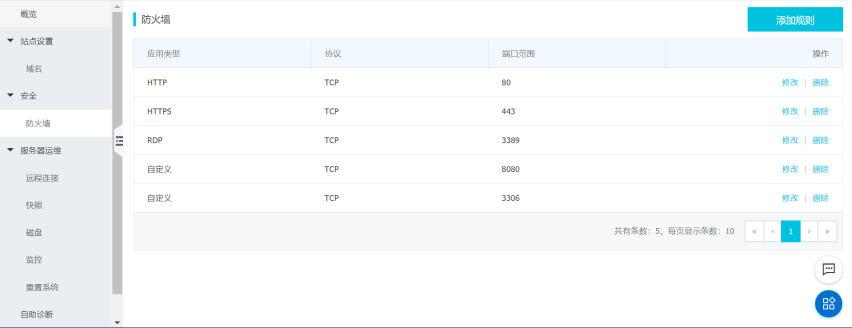 概览
站点设置
域名
安全
防火墙
服务器运维
远程连接
快照
磁盘
监控
重置系统
自助诊断
防火墙
添加规则
应用类型 协议 端口范围 操作
HTTP TCP 80 修改 | 删除
HTTPS TCP 443 修改 | 删除
RDP TCP 3389 修改 | 删除
自定义 TCP 8080 修改 | 删除
自定义 TCP 3306 修改 | 删除
共有条数：5，每页显示条数：10 « ‹ 1 › »